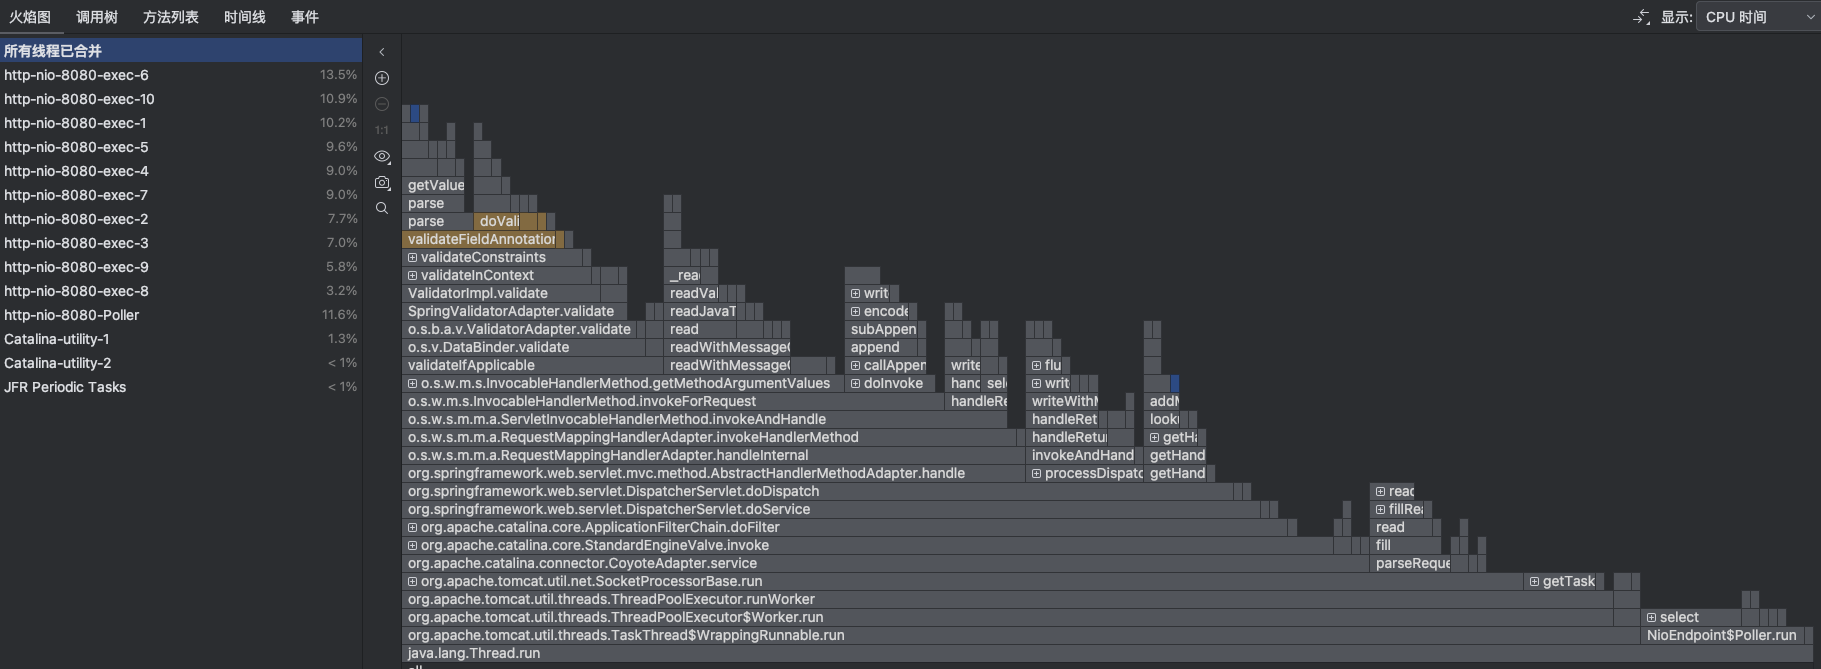 火焰图 调用树 方法列表 时间线 事件 显示: CPU 时间
所有线程已合并
http-nio-8080-exec-6 13.5%
http-nio-8080-exec-10 10.9%
http-nio-8080-exec-1 10.2%
http-nio-8080-exec-5 9.6%
http-nio-8080-exec-4 9.0%
http-nio-8080-exec-7 9.0%
http-nio-8080-exec-2 7.7%
http-nio-8080-exec-3 7.0%
http-nio-8080-exec-9 5.8%
http-nio-8080-exec-8 3.2%
http-nio-8080-Poller 11.6%
Catalina-utility-1 1.3%
Catalina-utility-2 < 1%
JFR Periodic Tasks < 1%
1:1
getValue
parse
parse doVali
validateFieldAnnotation
validateConstraints
validateInContext _rea
ValidatorImpl.validate readVal writ
SpringValidatorAdapter.validate readJavaT encode
o.s.b.a.v.ValidatorAdapter.validate read subAppen
o.s.v.DataBinder.validate readWithMessageC append
validateIfApplicable readWithMessageC callAppen write flu
o.s.w.m.s.InvocableHandlerMethod.getMethodArgumentValues doInvoke hand sel writ
o.s.w.m.s.InvocableHandlerMethod.invokeForRequest handleRe writeWithM addM
o.s.w.s.m.m.a.ServletInvocableHandlerMethod.invokeAndHandle handleRet look
o.s.w.s.m.m.a.RequestMappingHandlerAdapter.invokeHandlerMethod handleRetu getHa
o.s.w.s.m.m.a.RequestMappingHandlerAdapter.handleInternal invokeAndHand getHand
org.springframework.web.servlet.mvc.method.AbstractHandlerMethodAdapter.handle processDispatc getHand
org.springframework.web.servlet.DispatcherServlet.doDispatch read
org.springframework.web.servlet.DispatcherServlet.doService fillRea
org.apache.catalina.core.ApplicationFilterChain.doFilter read
org.apache.catalina.core.StandardEngineValve.invoke fill
org.apache.catalina.connector.CoyoteAdapter.service parseReque
org.apache.tomcat.util.net.SocketProcessorBase.run getTask
org.apache.tomcat.util.threads.ThreadPoolExecutor.runWorker
org.apache.tomcat.util.threads.ThreadPoolExecutor$Worker.run select
org.apache.tomcat.util.threads.TaskThread$WrappingRunnable.run NioEndpoint$Poller.run
java.lang.Thread.run